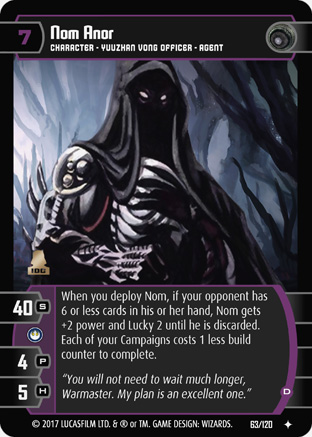 7 Nom Anor
CHARACTER - YUUZHAN VONG OFFICER - AGENT
IDG
40 S
4 P
5 H
When you deploy Nom, if your opponent has
6 or less cards in his or her hand, Nom gets
+2 power and Lucky 2 until he is discarded.
Each of your Campaigns costs 1 less build
counter to complete.
“You will not need to wait much longer,
Warmaster. My plan is an excellent one.”
D
© 2017 LUCASFILM LTD. & ® OR TM. GAME DESIGN: WIZARDS. 63/120